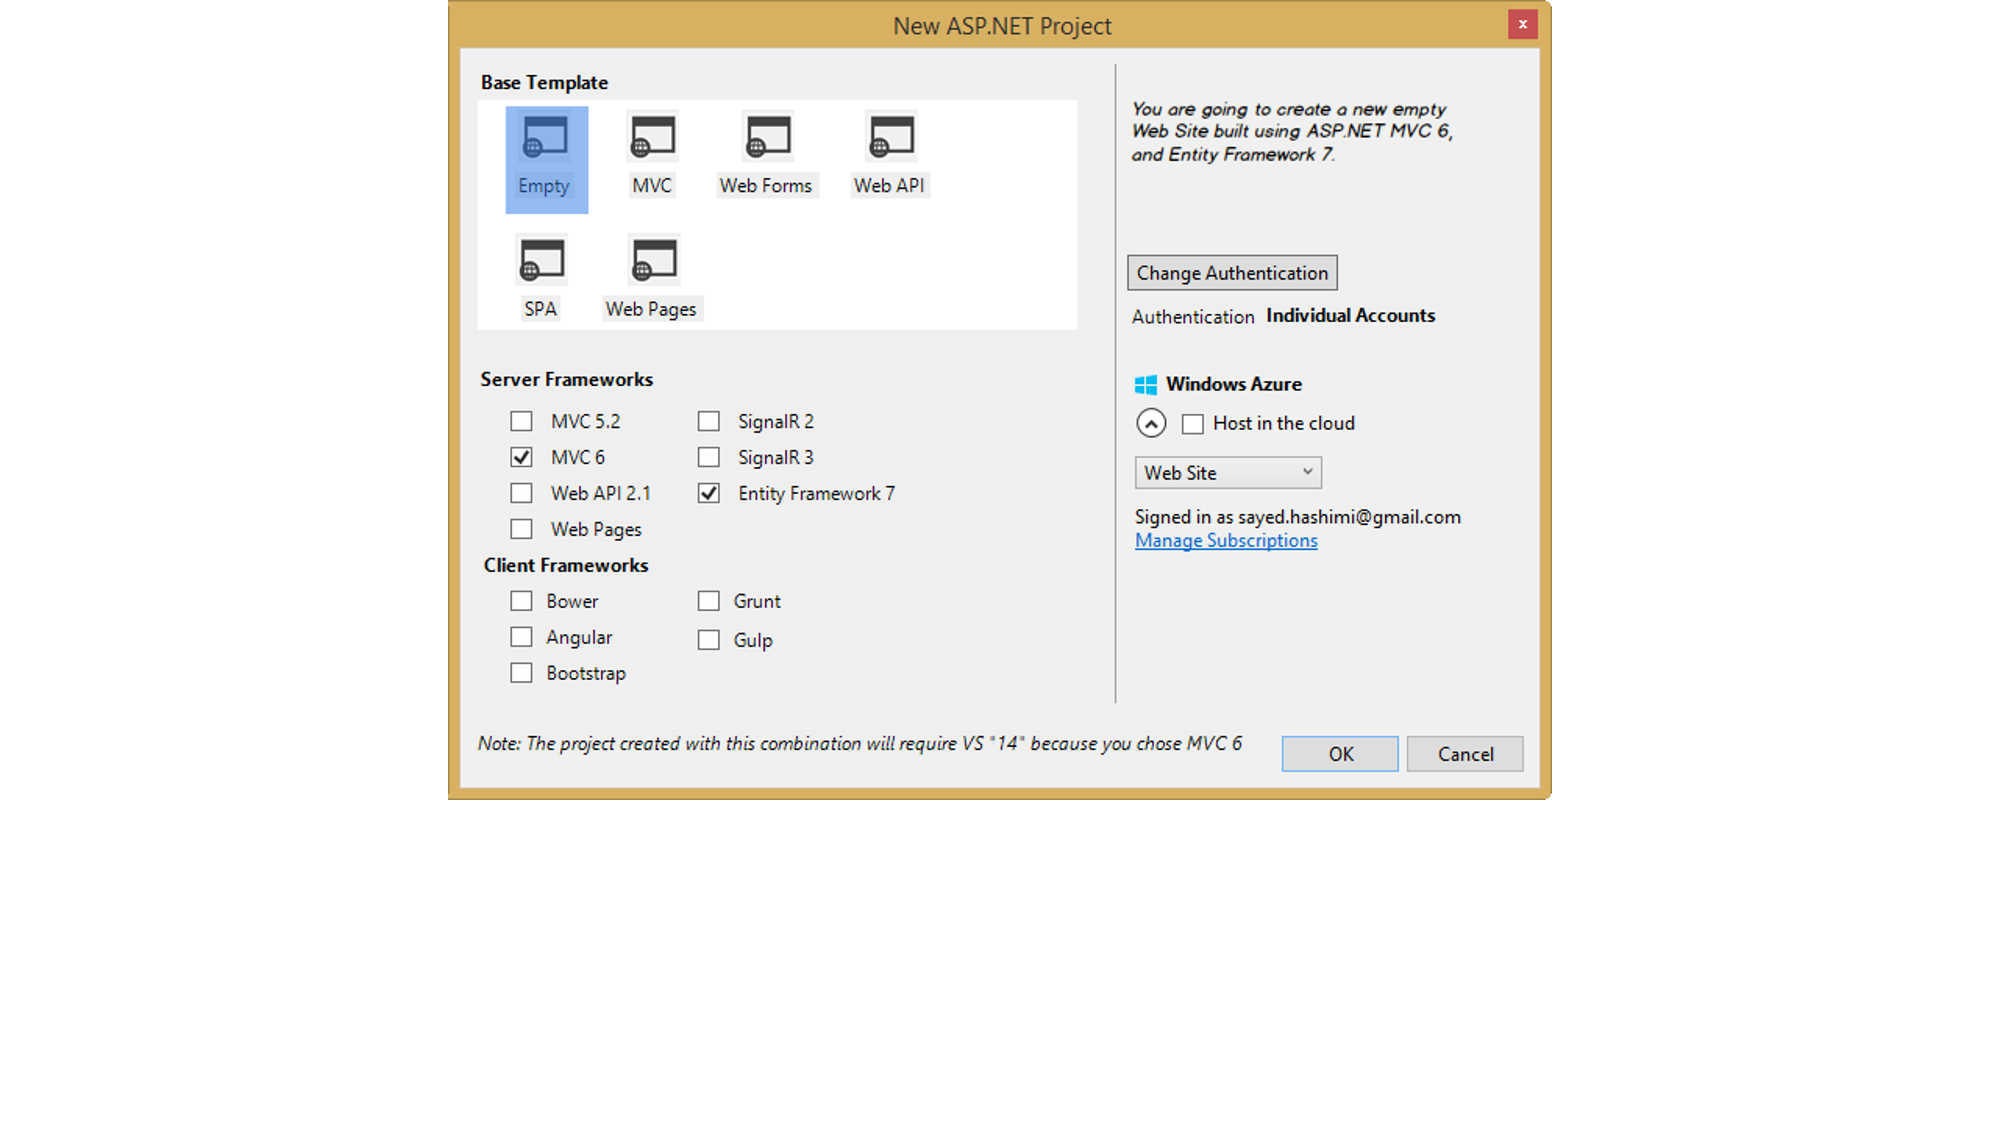 New ASP.NET Project
x
Base Template
Empty
MVC
Web Forms
Web API
SPA
Web Pages
Server Frameworks
MVC 5.2
SignalR 2
MVC 6
SignalR 3
Web API 2.1
Entity Framework 7
Web Pages
Client Frameworks
Bower
Grunt
Angular
Gulp
Bootstrap
Note: The project created with this combination will require VS "14" because you chose MVC 6
You are going to create a new empty
Web Site built using ASP.NET MVC 6,
and Entity Framework 7.
Change Authentication
Authentication Individual Accounts
Windows Azure
Host in the cloud
Web Site
Signed in as sayed.hashimi@gmail.com
Manage Subscriptions
OK
Cancel